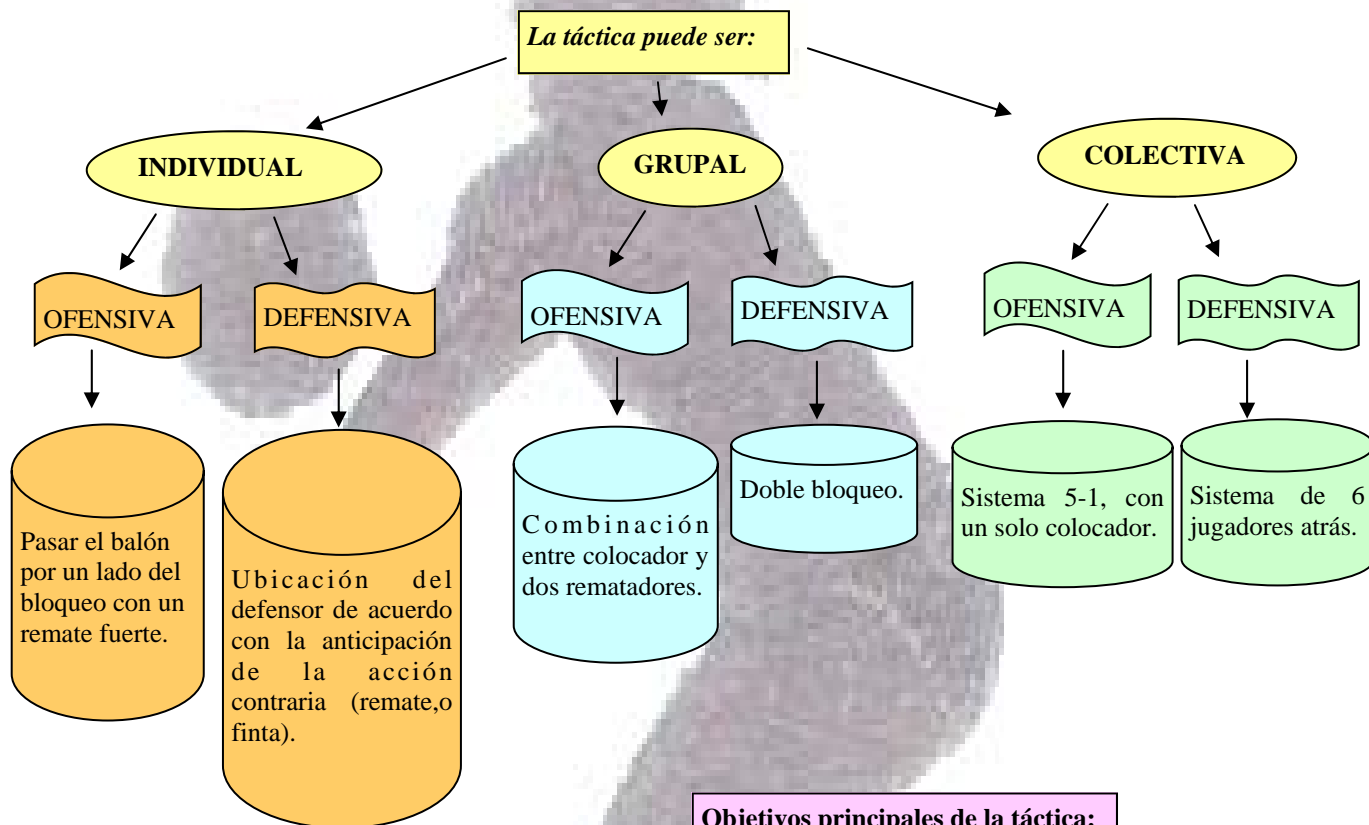 La táctica puede ser:
INDIVIDUAL
GRUPAL
COLECTIVA
OFENSIVA
DEFENSIVA
OFENSIVA
DEFENSIVA
OFENSIVA
DEFENSIVA
Pasar el balón
por un lado del
bloqueo con un
remate fuerte.
Ubicación del
defensor de acuerdo
con la anticipación
de la acción
contraria (remate,o
finta).
Combinación
entre colocador y
dos rematadores.
Doble bloqueo.
Sistema 5-1, con
un solo colocador.
Sistema de 6
jugadores atrás.
Objetivos principales de la táctica: